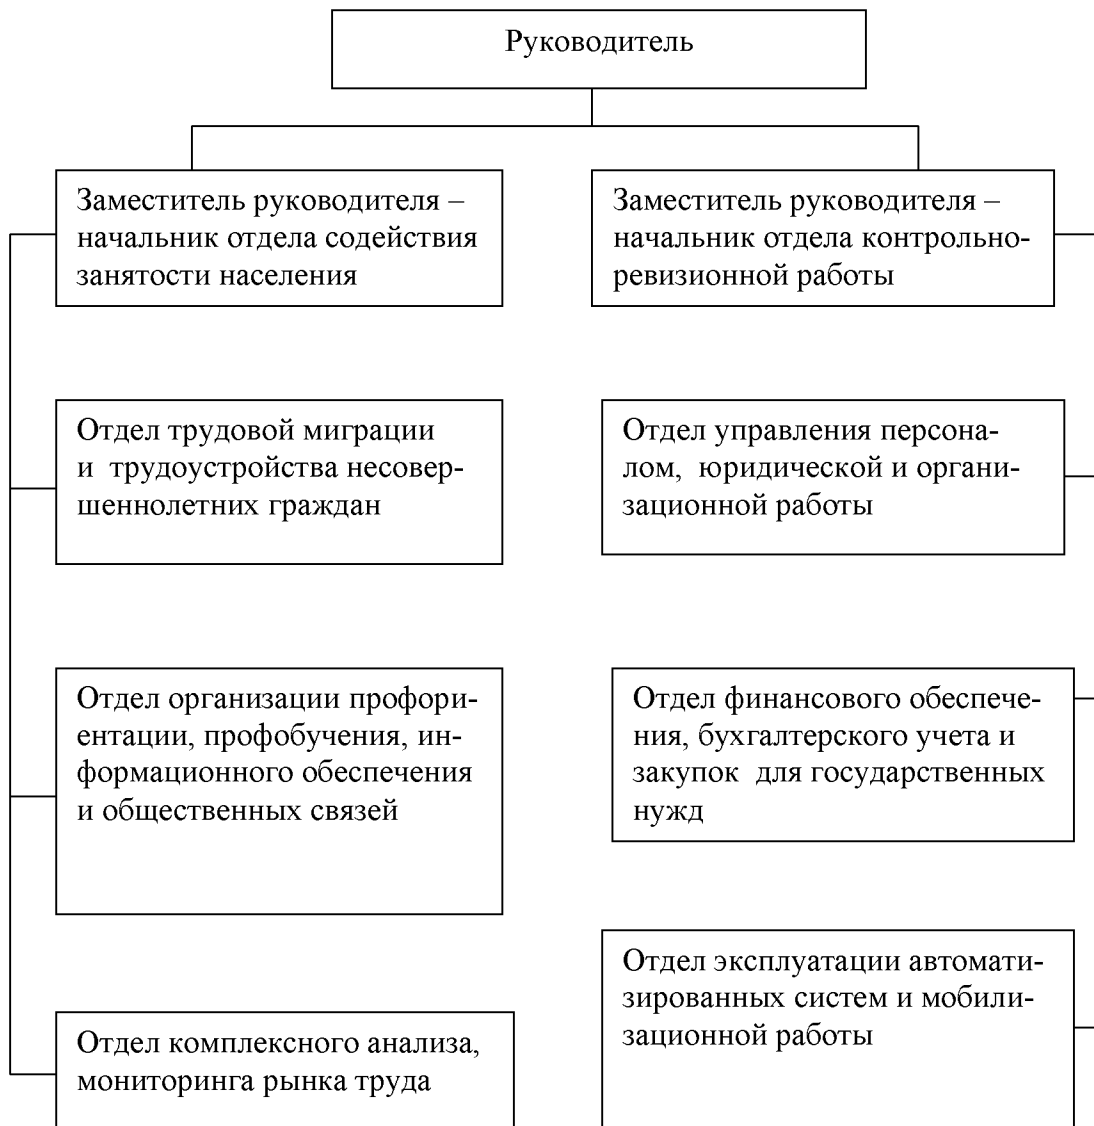 Руководитель
Заместитель руководителя –
начальник отдела содействия
занятости населения
Заместитель руководителя –
начальник отдела контрольно-
ревизионной работы
Отдел трудовой миграции
и  трудоустройства несовер-
шеннолетних граждан
Отдел управления персона-
лом,  юридической и органи-
зационной работы
Отдел организации профори-
ентации, профобучения, ин-
формационного обеспечения
и общественных связей
Отдел финансового обеспече-
ния, бухгалтерского учета и
закупок  для государственных
нужд
Отдел комплексного анализа,
мониторинга рынка труда
Отдел эксплуатации автомати-
зированных систем и мобили-
зационной работы